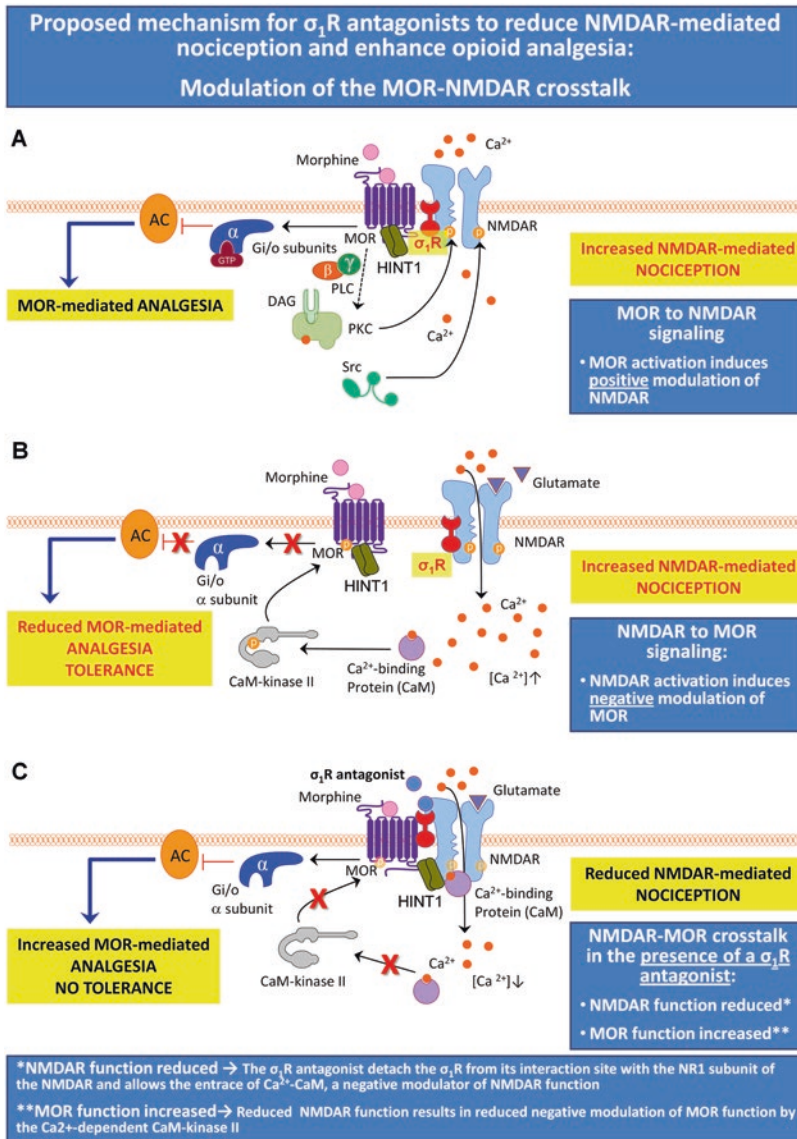 Proposed mechanism for σ₁R antagonists to reduce NMDAR-mediated
nociception and enhance opioid analgesia:
Modulation of the MOR-NMDAR crosstalk
A
Morphine
Ca²⁺
AC
α
GTP
Gi/o subunits
MOR
HINT1
σ₁R
P
P
NMDAR
β
γ
PLC
DAG
PKC
Ca²⁺
Src
MOR-mediated ANALGESIA
Increased NMDAR-mediated
NOCICEPTION
MOR to NMDAR
signaling
• MOR activation induces
positive modulation of
NMDAR
B
Morphine
Glutamate
AC
X
α
X
Gi/o
α subunit
MOR
P
HINT1
σ₁R
P
P
NMDAR
Reduced MOR-mediated
ANALGESIA
TOLERANCE
P
CaM-kinase II
Ca²⁺-binding
Protein (CaM)
Ca²⁺
[Ca ²⁺]↑
Increased NMDAR-mediated
NOCICEPTION
NMDAR to MOR
signaling:
• NMDAR activation induces
negative modulation of
MOR
C
σ₁R antagonist
Morphine
Glutamate
AC
α
Gi/o
α subunit
MOR
P
HINT1
P
P
NMDAR
Ca²⁺-binding
Protein (CaM)
X
CaM-kinase II
X
Ca²⁺
[Ca ²⁺]↓
Increased MOR-mediated
ANALGESIA
NO TOLERANCE
Reduced NMDAR-mediated
NOCICEPTION
NMDAR-MOR crosstalk
in the presence of a σ₁R
antagonist:
• NMDAR function reduced*
• MOR function increased**
*NMDAR function reduced → The σ₁R antagonist detach the σ₁R from its interaction site with the NR1 subunit of
the NMDAR and allows the entrace of Ca²⁺-CaM, a negative modulator of NMDAR function
**MOR function increased→ Reduced NMDAR function results in reduced negative modulation of MOR function by
the Ca2+-dependent CaM-kinase II